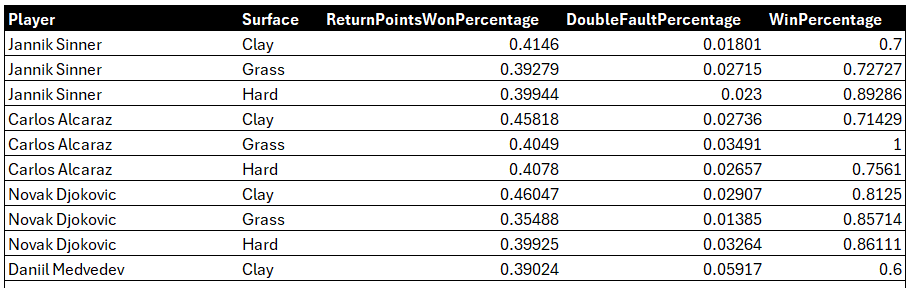 Player Surface ReturnPointsWonPercentage DoubleFaultPercentage WinPercentage
Jannik Sinner Clay 0.4146 0.01801 0.7
Jannik Sinner Grass 0.39279 0.02715 0.72727
Jannik Sinner Hard 0.39944 0.023 0.89286
Carlos Alcaraz Clay 0.45818 0.02736 0.71429
Carlos Alcaraz Grass 0.4049 0.03491 1
Carlos Alcaraz Hard 0.4078 0.02657 0.7561
Novak Djokovic Clay 0.46047 0.02907 0.8125
Novak Djokovic Grass 0.35488 0.01385 0.85714
Novak Djokovic Hard 0.39925 0.03264 0.86111
Daniil Medvedev Clay 0.39024 0.05917 0.6